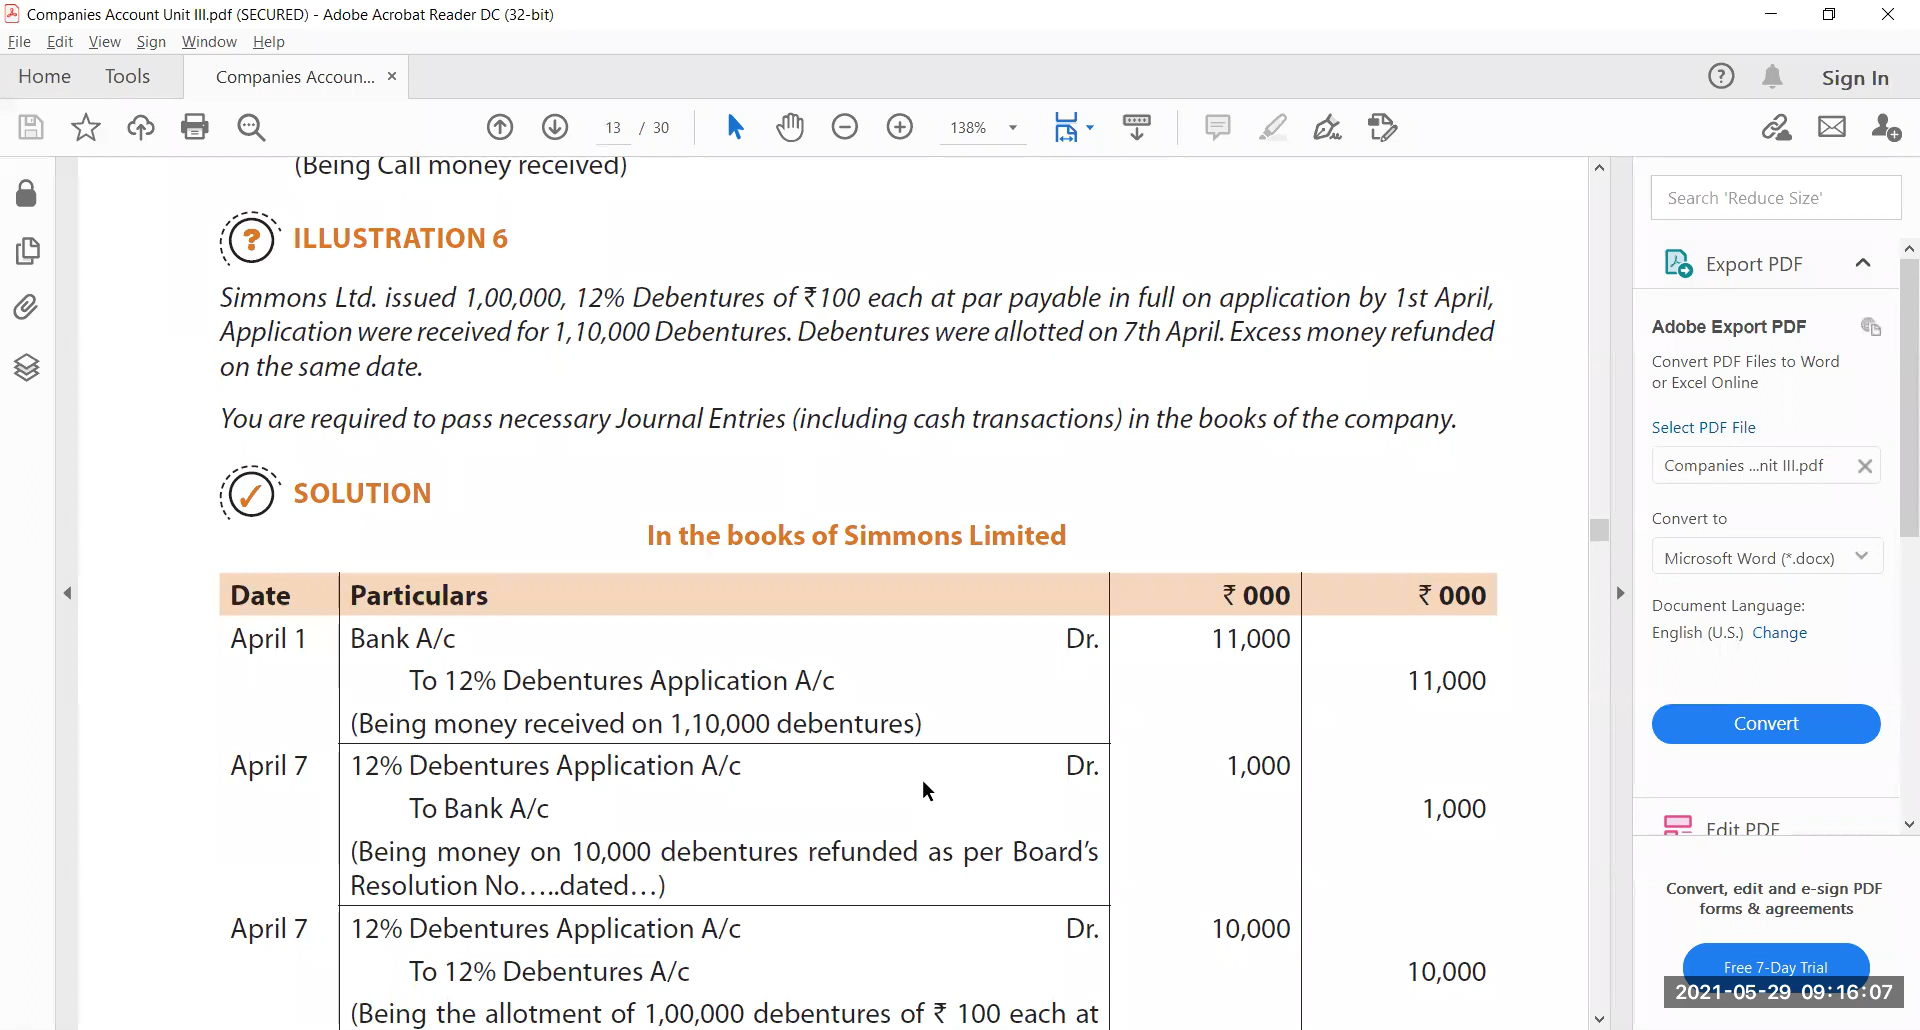 Companies Account Unit III.pdf (SECURED) - Adobe Acrobat Reader DC (32-bit)
File Edit View Sign Window Help
Home Tools Companies Accoun... × Sign In
13 / 30 138%
(Being Call money received)
? ILLUSTRATION 6
Simmons Ltd. issued 1,00,000, 12% Debentures of ₹100 each at par payable in full on application by 1st April,
Application were received for 1,10,000 Debentures. Debentures were allotted on 7th April. Excess money refunded
on the same date.
You are required to pass necessary Journal Entries (including cash transactions) in the books of the company.
✓ SOLUTION
In the books of Simmons Limited
Date Particulars ₹ 000 ₹ 000
April 1 Bank A/c Dr. 11,000
To 12% Debentures Application A/c 11,000
(Being money received on 1,10,000 debentures)
April 7 12% Debentures Application A/c Dr. 1,000
To Bank A/c 1,000
(Being money on 10,000 debentures refunded as per Board's
Resolution No…..dated…)
April 7 12% Debentures Application A/c Dr. 10,000
To 12% Debentures A/c 10,000
(Being the allotment of 1,00,000 debentures of ₹ 100 each at
Search 'Reduce Size'
Export PDF
Adobe Export PDF
Convert PDF Files to Word
or Excel Online
Select PDF File
Companies ...nit III.pdf
Convert to
Microsoft Word (*.docx)
Document Language:
English (U.S.) Change
Convert
Edit PDF
Convert, edit and e-sign PDF
forms & agreements
Free 7-Day Trial
2021-05-29 09:16:07